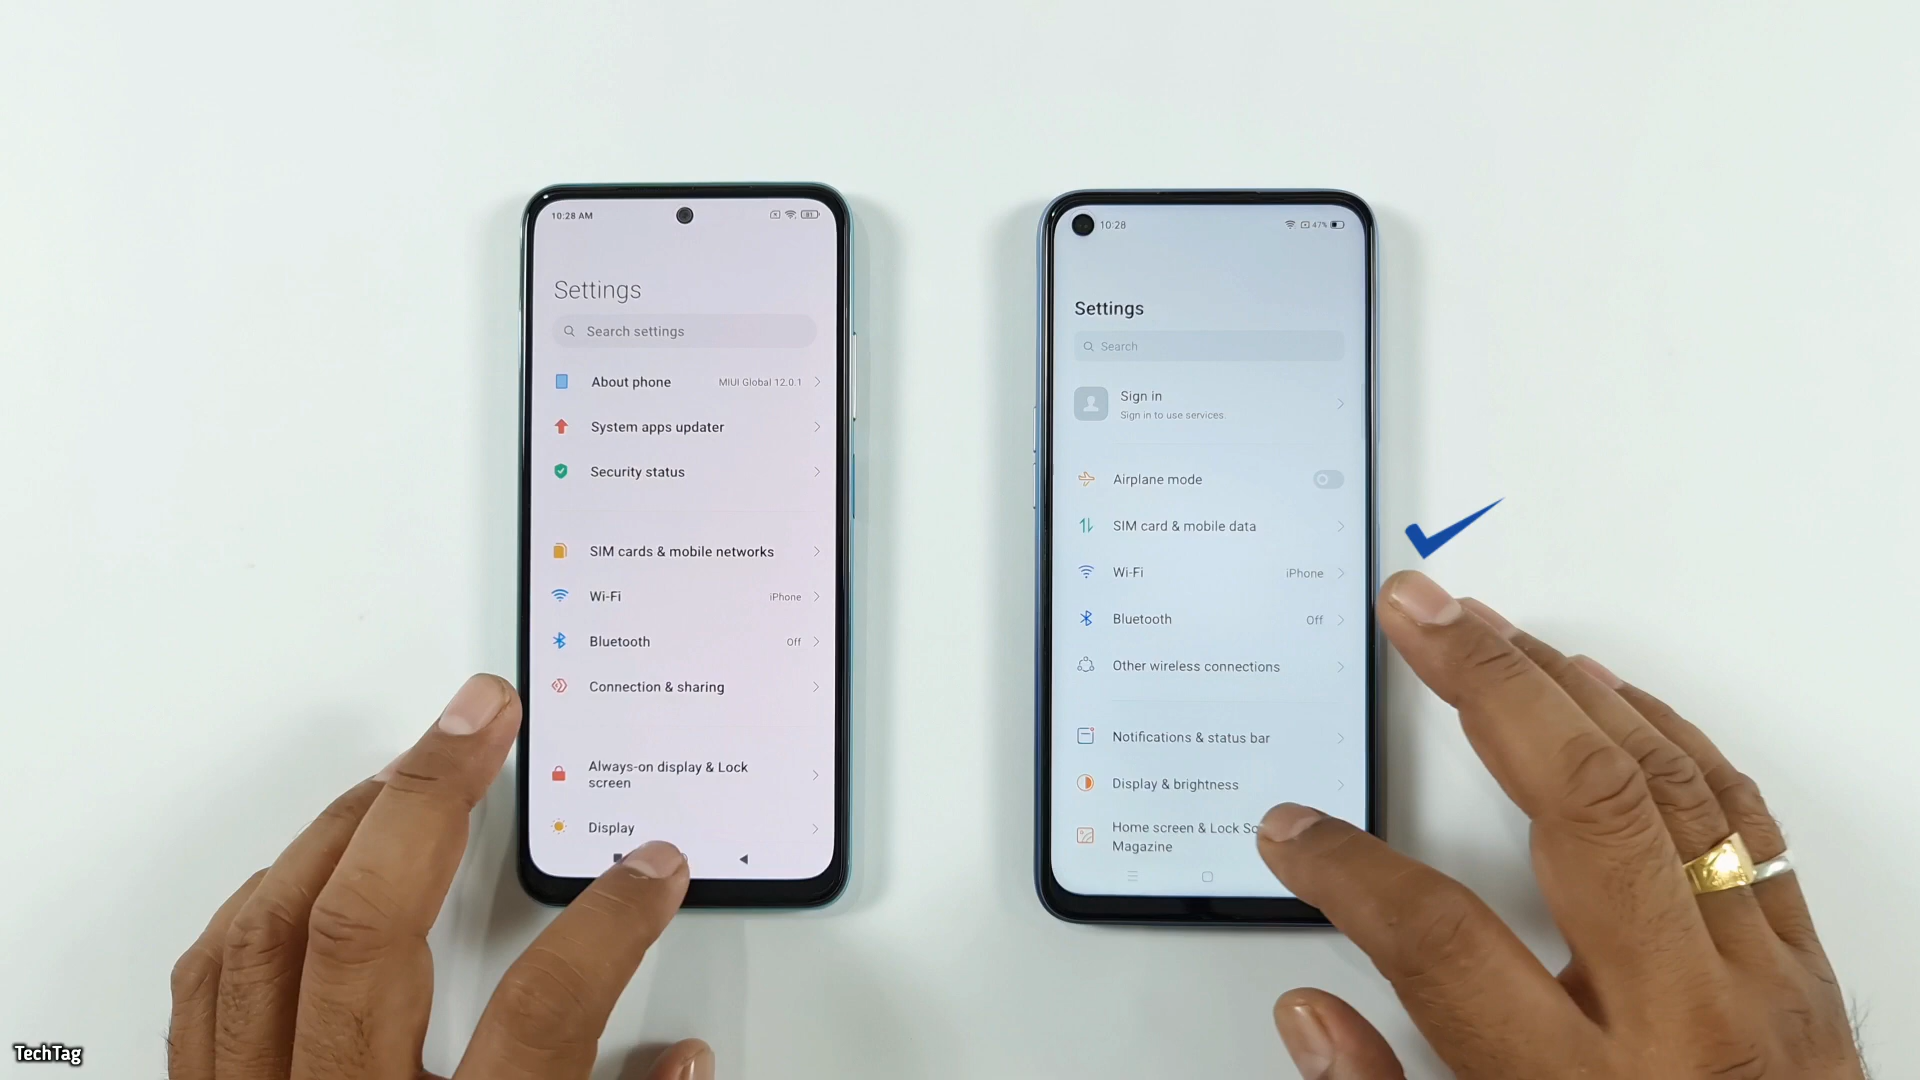 10:28 AM
81
Settings
Search settings
About phone
MIUI Global 12.0.1
System apps updater
Security status
SIM cards & mobile networks
Wi-Fi
iPhone
Bluetooth
Off
Connection & sharing
Always-on display & Lock
screen
Display
10:28
47%
Settings
Search
Sign in
Sign in to use services.
Airplane mode
SIM card & mobile data
Wi-Fi
iPhone
Bluetooth
Off
Other wireless connections
Notifications & status bar
Display & brightness
Home screen & Lock
Magazine
TechTag